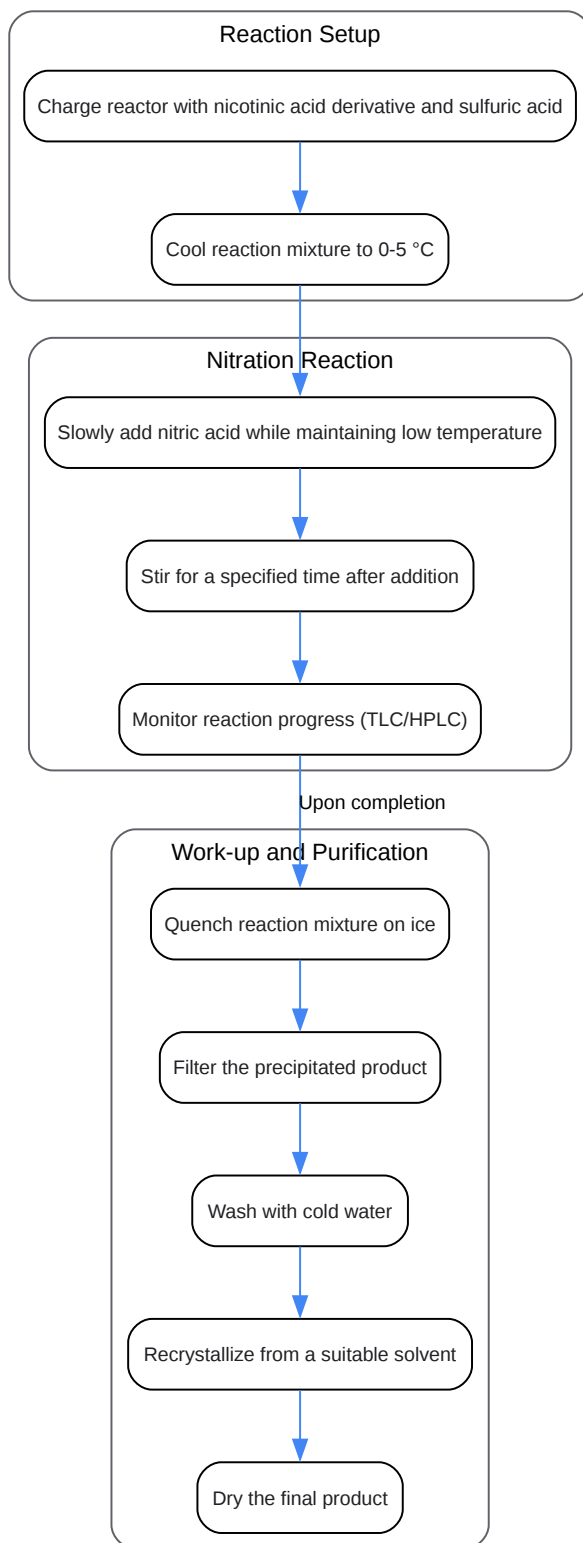 Reaction Setup
Charge reactor with nicotinic acid derivative and sulfuric acid
Cool reaction mixture to 0-5 °C
Nitration Reaction
Slowly add nitric acid while maintaining low temperature
Stir for a specified time after addition
Monitor reaction progress (TLC/HPLC)
Upon completion
Work-up and Purification
Quench reaction mixture on ice
Filter the precipitated product
Wash with cold water
Recrystallize from a suitable solvent
Dry the final product